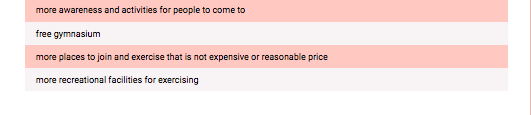 more awareness and activities for people to come to
free gymnasium
more places to join and exercise that is not expensive or reasonable price
more recreational facilities for exercising